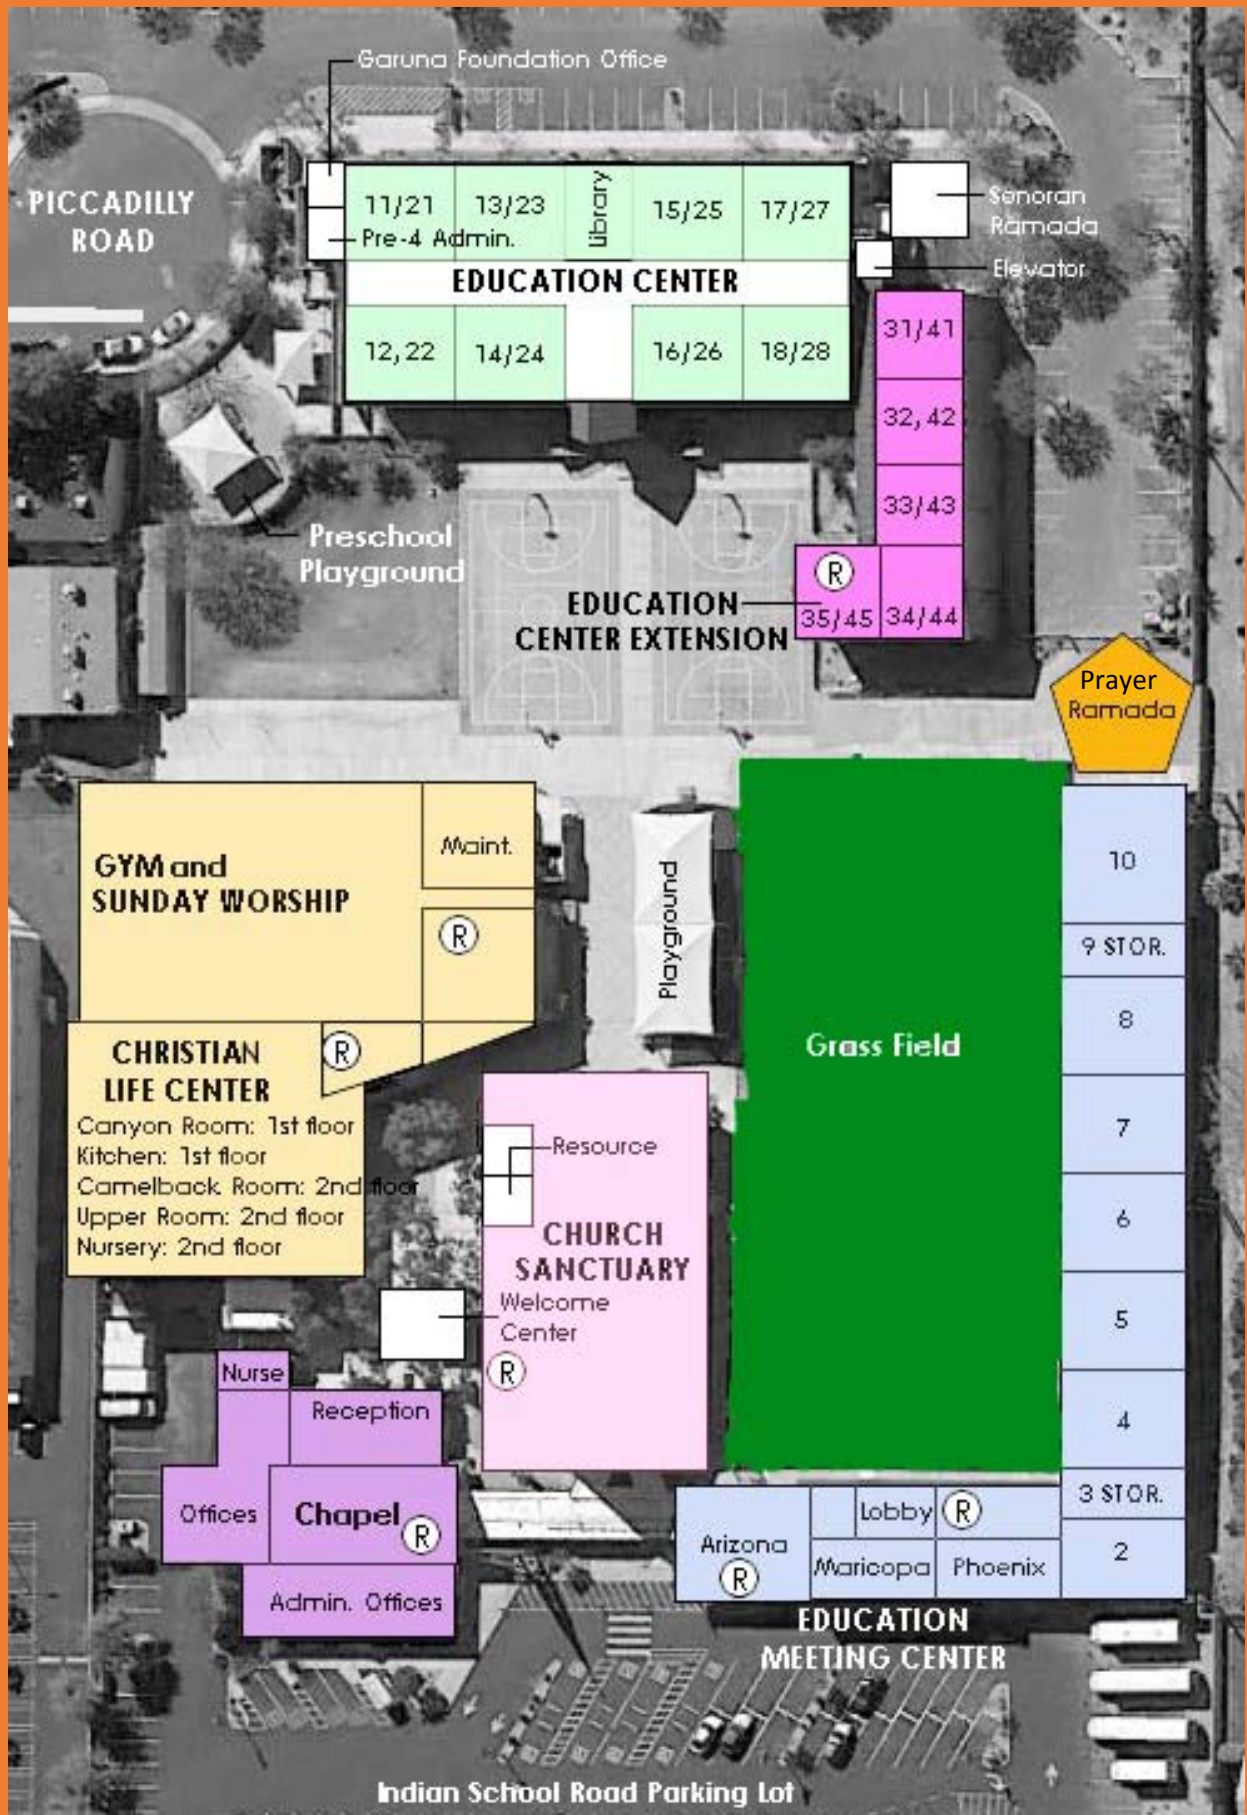 Garuna Foundation Office
PICCADILLY
ROAD
11/21
13/23
Library
15/25
17/27
Senoran
Ramada
Pre-4 Admin.
EDUCATION CENTER
Elevator
12,22
14/24
16/26
18/28
31/41
32,42
33/43
Preschool
Playground
R
EDUCATION
CENTER EXTENSION
35/45
34/44
Prayer
Ramada
GYM and
SUNDAY WORSHIP
Maint.
R
Playground
10
9 STOR.
8
Grass Field
CHRISTIAN
LIFE CENTER
R
Canyon Room: 1st floor
Kitchen: 1st floor
Camelback Room: 2nd floor
Upper Room: 2nd floor
Nursery: 2nd floor
Resource
CHURCH
SANCTUARY
Welcome
Center
R
7
6
5
4
3 STOR.
2
Nurse
Reception
Offices
Chapel
R
Admin. Offices
Arizona
R
Lobby
R
Maricopa
Phoenix
EDUCATION
MEETING CENTER
Indian School Road Parking Lot